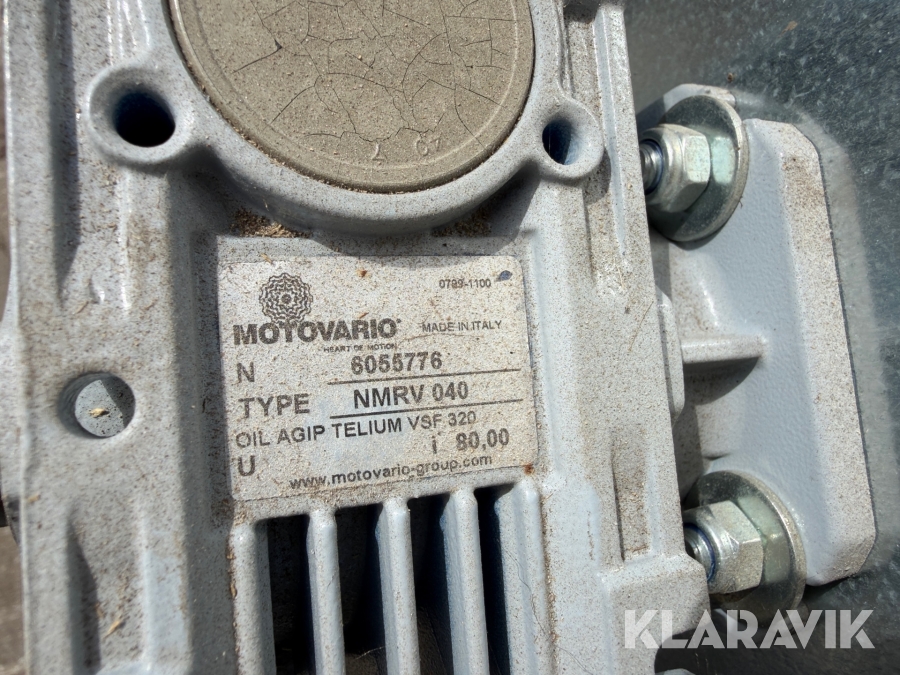 0789-1100
MOTOVARIO®
HEART OF MOTION
MADE IN ITALY
N 6055776
TYPE NMRV 040
OIL AGIP TELIUM VSF 320
U i 80,00
www.motovario-group.com
KLARAVIK